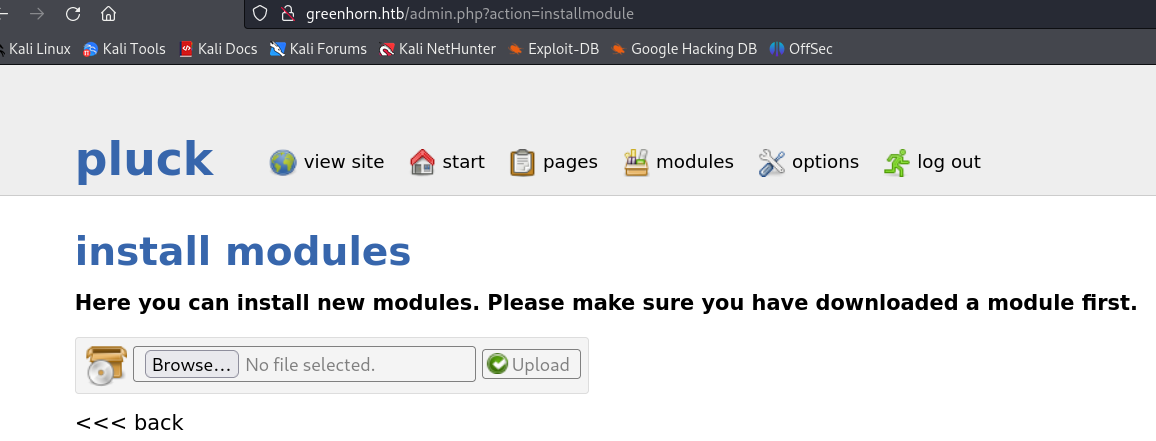 greenhorn.htb/admin.php?action=installmodule
Kali Linux Kali Tools Kali Docs Kali Forums Kali NetHunter Exploit-DB Google Hacking DB OffSec
pluck view site start pages modules options log out
install modules
Here you can install new modules. Please make sure you have downloaded a module first.
Browse... No file selected. Upload
<<< back